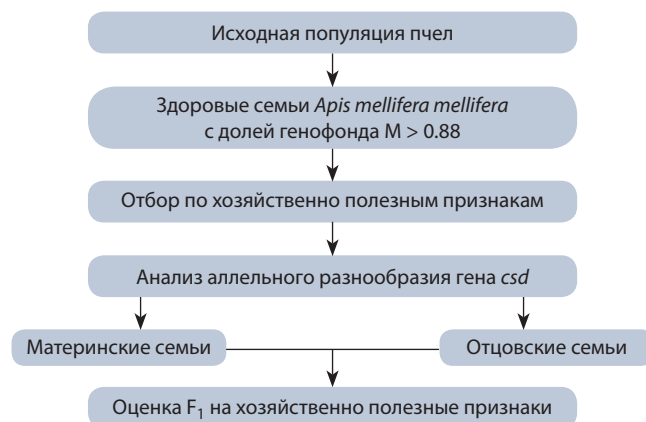 Исходная популяция пчел
Здоровые семьи Apis mellifera mellifera
с долей генофонда М > 0.88
Отбор по хозяйственно полезным признакам
Анализ аллельного разнообразия гена csd
Материнские семьи
Отцовские семьи
Оценка F₁ на хозяйственно полезные признаки